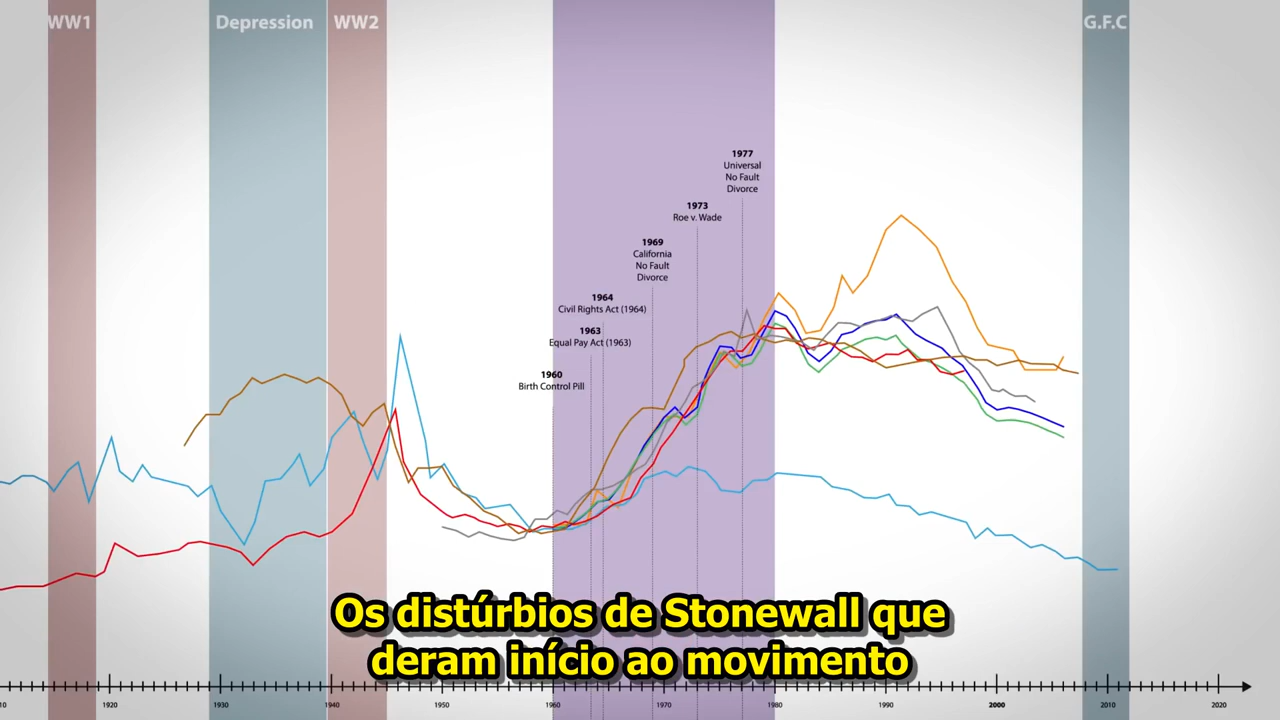 WW1
Depression
WW2
G.F.C
1977
Universal
No Fault
Divorce
1973
Roe v. Wade
1969
California
No Fault
Divorce
1964
Civil Rights Act (1964)
1963
Equal Pay Act (1963)
1960
Birth Control Pill
Os distúrbios de Stonewall que
deram início ao movimento
10 1920 1930 1940 1950 1960 1970 1980 1990 2000 2010 2020